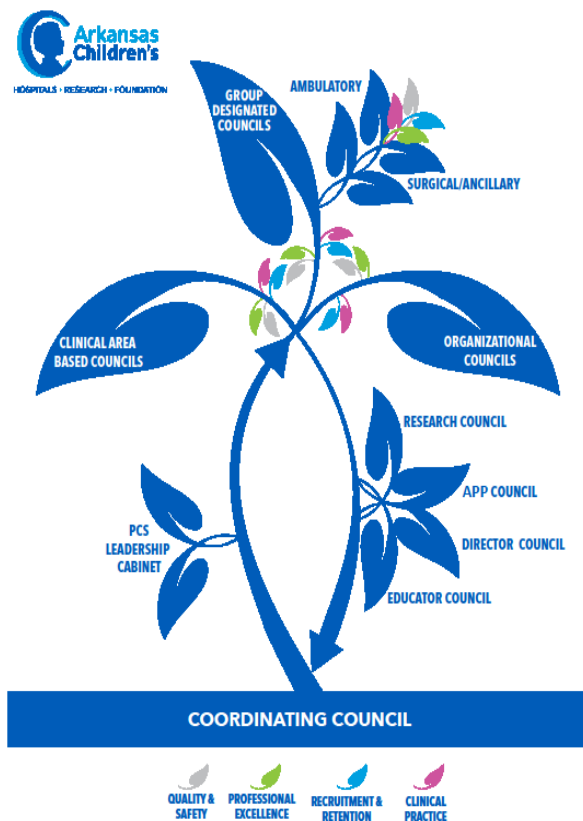 Arkansas
Children's
HOSPITALS • RESEARCH • FOUNDATION
GROUP
DESIGNATED
COUNCILS
AMBULATORY
SURGICAL/ANCILLARY
CLINICAL AREA
BASED COUNCILS
ORGANIZATIONAL
COUNCILS
RESEARCH COUNCIL
APP COUNCIL
PCS
LEADERSHIP
CABINET
DIRECTOR COUNCIL
EDUCATOR COUNCIL
COORDINATING COUNCIL
QUALITY &
SAFETY
PROFESSIONAL
EXCELLENCE
RECRUITMENT &
RETENTION
CLINICAL
PRACTICE